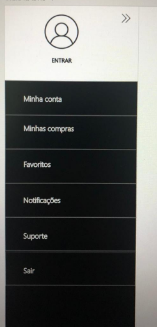 ENTRAR
Minha conta
Minhas compras
Favoritos
Notificações
Suporte
Sair